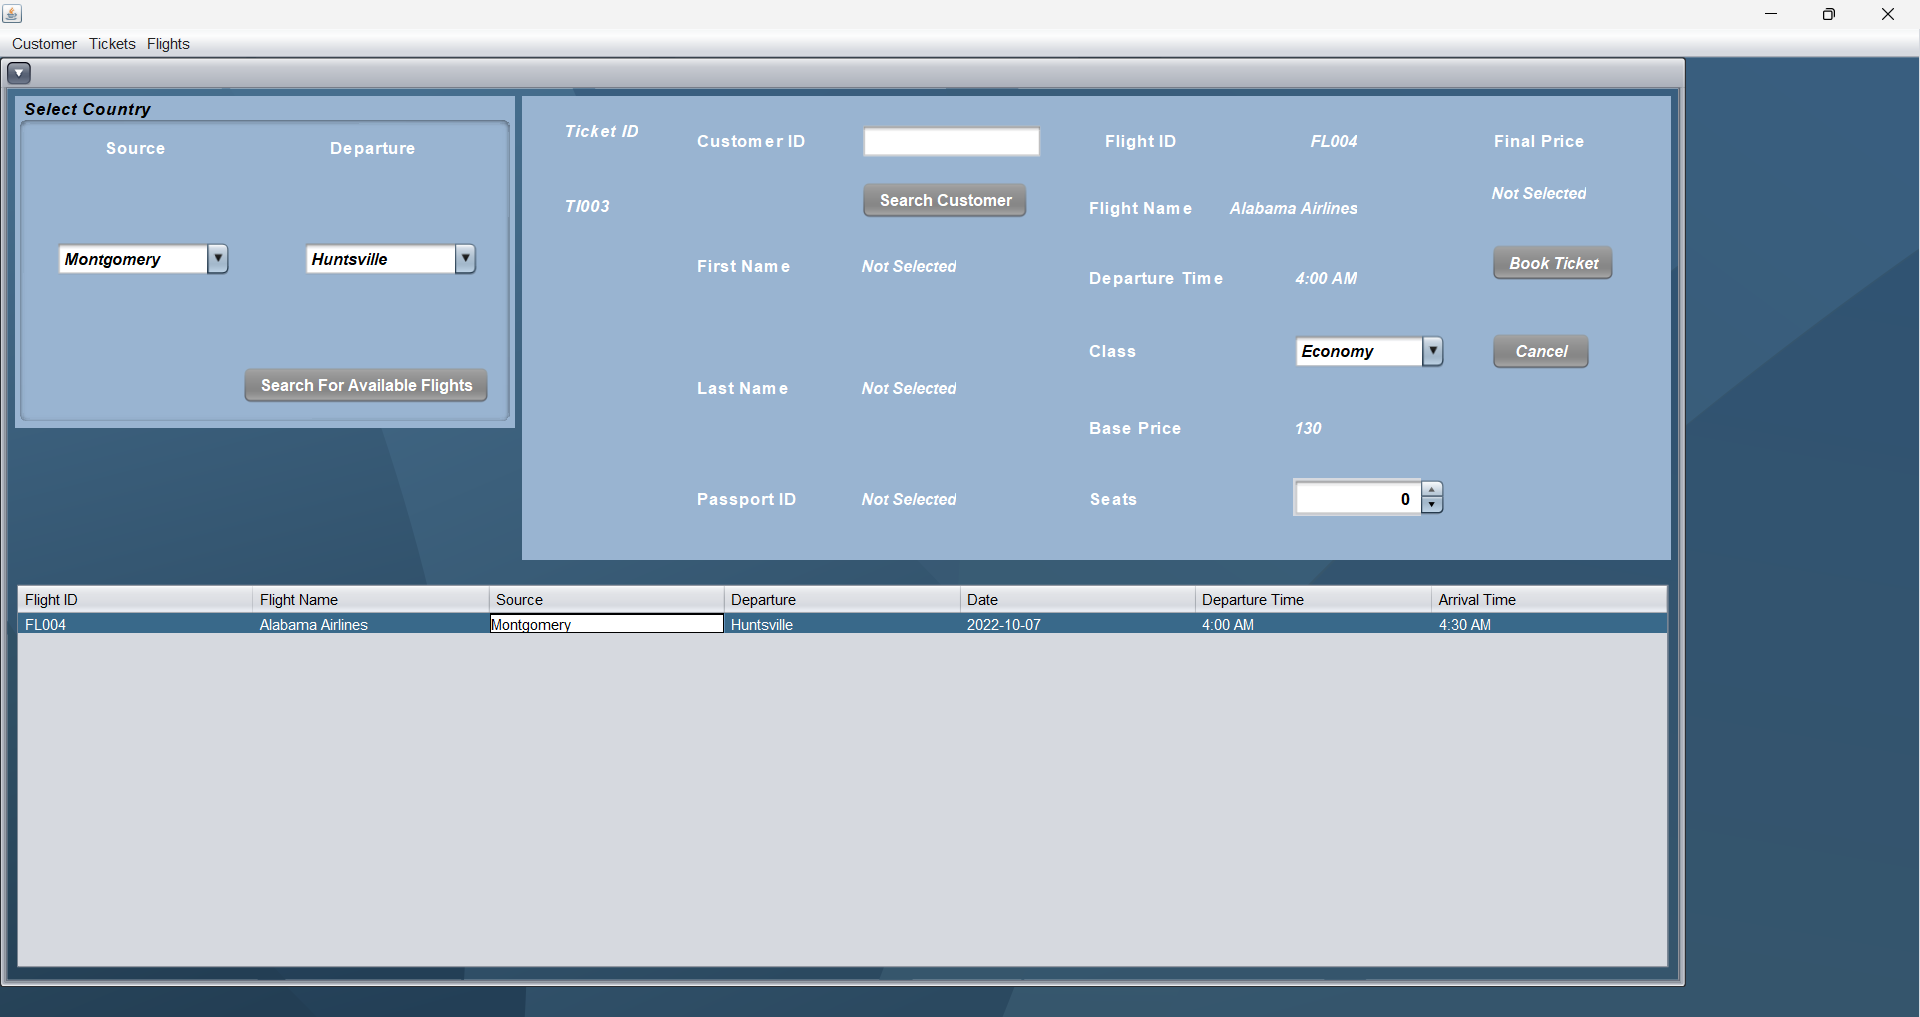 Customer Tickets Flights
Select Country
Source Departure
Montgomery Huntsville
Search For Available Flights
Ticket ID
TI003
Customer ID
Search Customer
First Name Not Selected
Last Name Not Selected
Passport ID Not Selected
Flight ID FL004
Flight Name Alabama Airlines
Departure Time 4:00 AM
Class Economy
Base Price 130
Seats 0
Final Price
Not Selected
Book Ticket
Cancel
Flight ID Flight Name Source Departure Date Departure Time Arrival Time
FL004 Alabama Airlines Montgomery Huntsville 2022-10-07 4:00 AM 4:30 AM